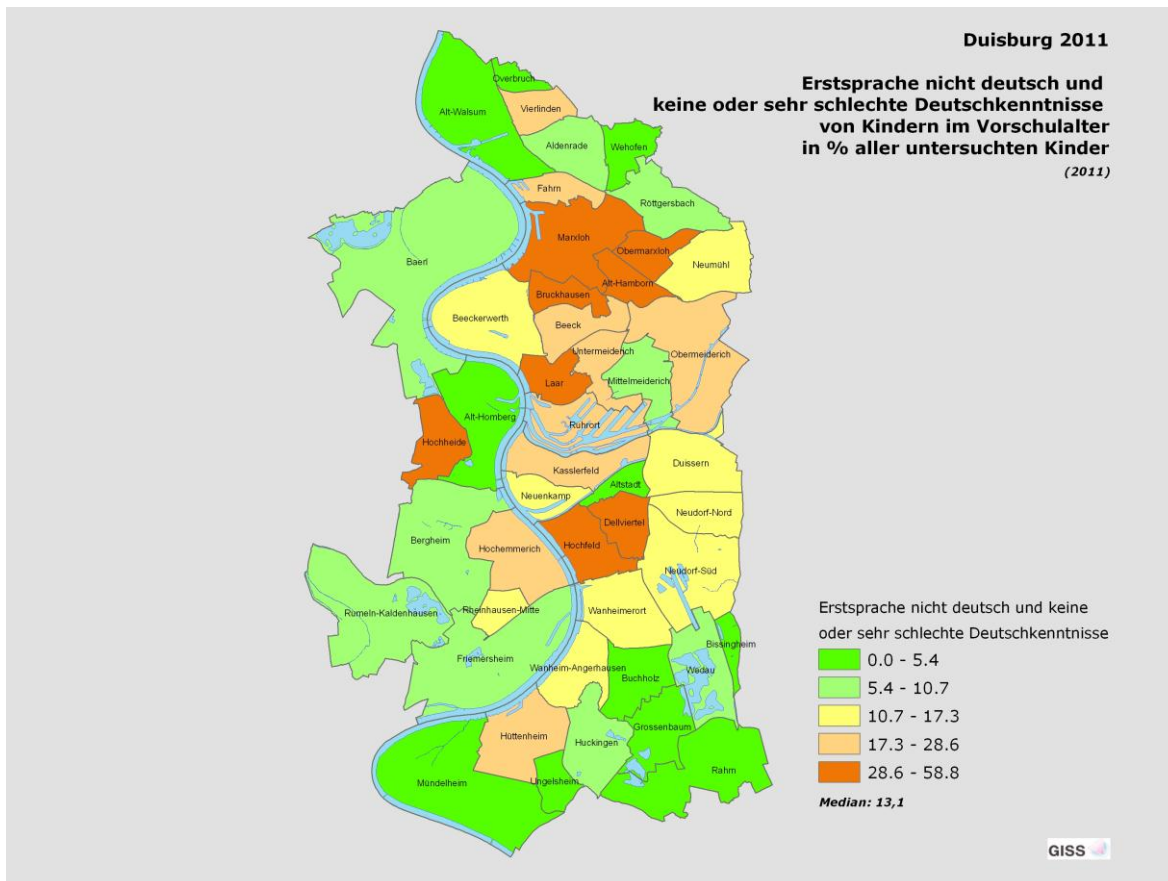 Duisburg 2011
Erstsprache nicht deutsch und
keine oder sehr schlechte Deutschkenntnisse
von Kindern im Vorschulalter
in % aller untersuchten Kinder
(2011)
Overbruch
Alt-Walsum
Vierlinden
Aldenrade
Wehofen
Fahrn
Röttgersbach
Marxloh
Obermarxloh
Neumühl
Baerl
Alt-Hamborn
Bruckhausen
Beeckerwerth
Beeck
Untermeiderich
Obermeiderich
Laar
Mittelmeiderich
Alt-Homberg
Ruhrort
Hochheide
Kasslerfeld
Duissern
Altstadt
Neuenkamp
Neudorf-Nord
Dellviertel
Bergheim
Hochemmerich
Hochfeld
Neudorf-Süd
Rumeln-Kaldenhausen
Rheinhausen-Mitte
Wanheimerort
Bissingheim
Friemersheim
Wanheim-Angerhausen
Wedau
Buchholz
Grossenbaum
Hüttenheim
Huckingen
Rahm
Mündelheim
Ungelsheim
Erstsprache nicht deutsch und keine
oder sehr schlechte Deutschkenntnisse
0.0 - 5.4
5.4 - 10.7
10.7 - 17.3
17.3 - 28.6
28.6 - 58.8
Median: 13,1
GISS